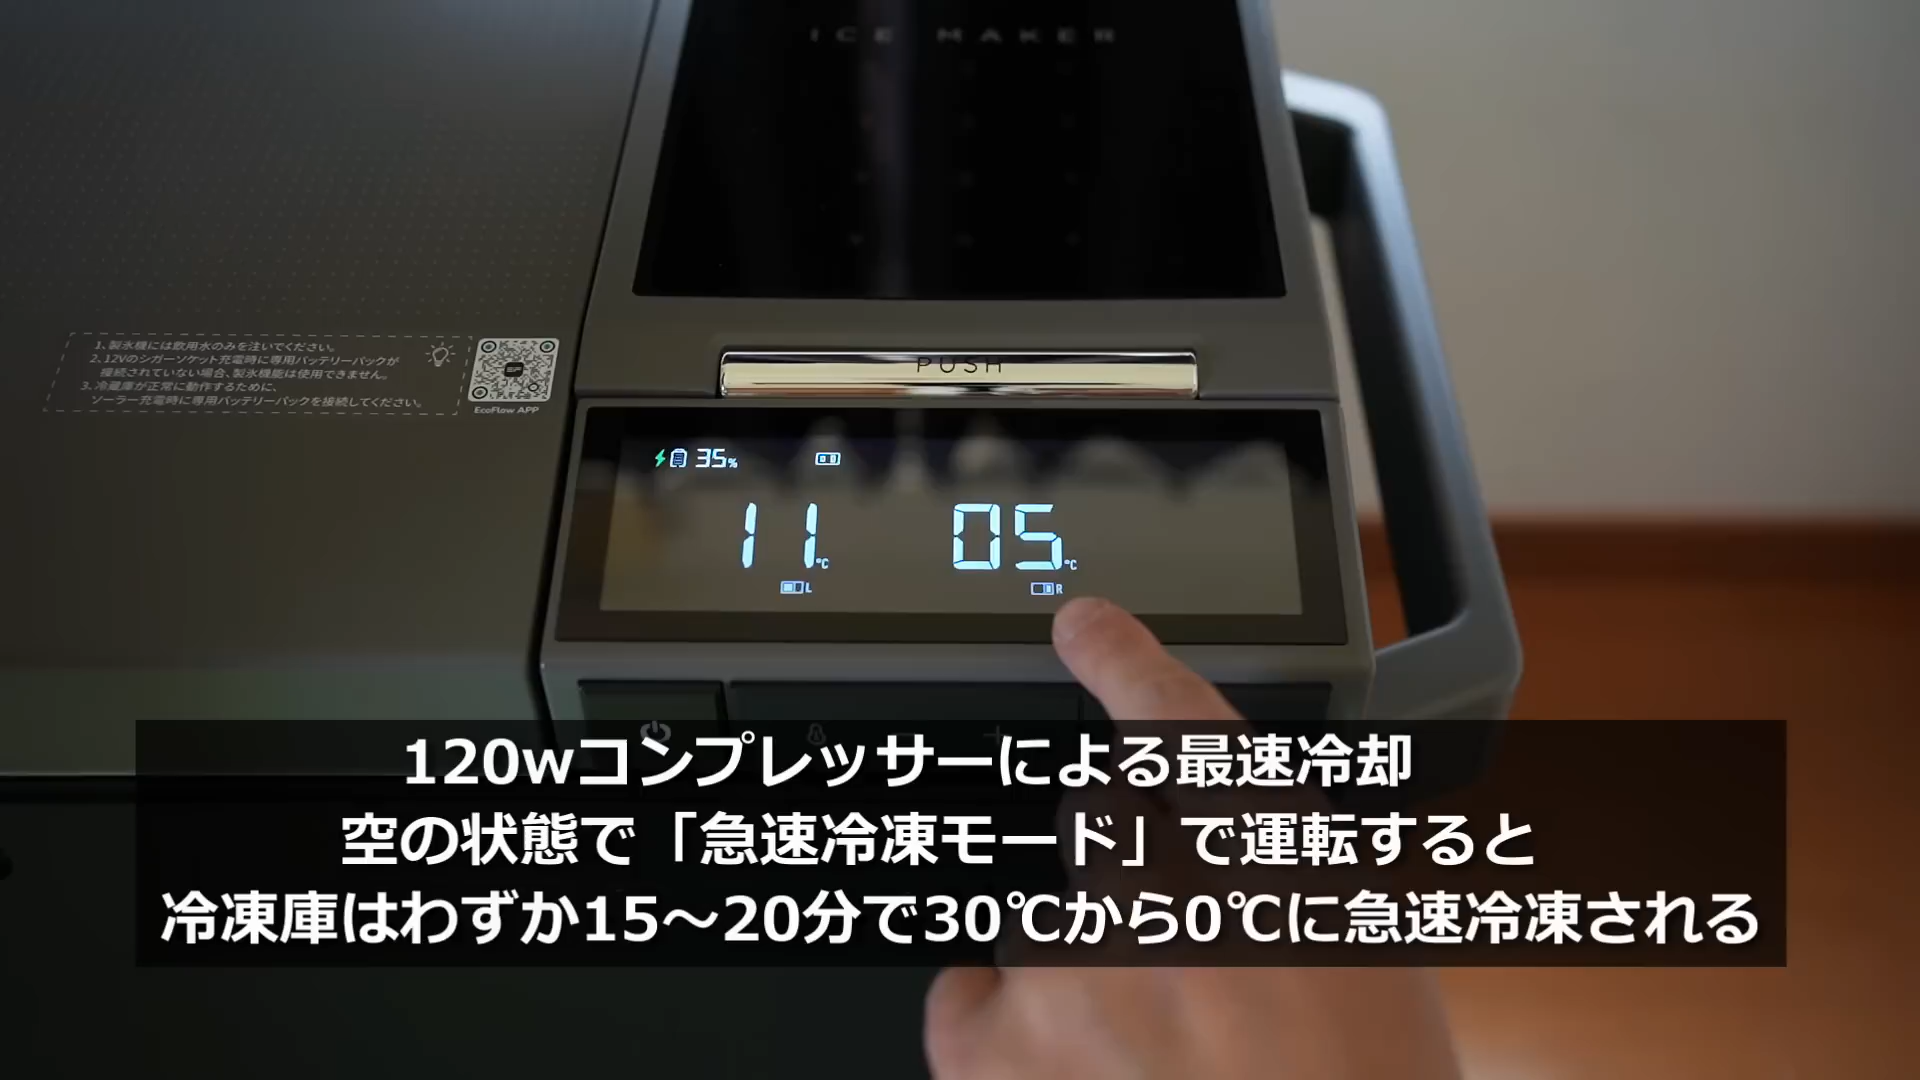 ICE MAKER
1、製氷機には飲用水のみを注いでください。
2、12Vのシガーソケット充電時に専用バッテリーパックが
接続されていない場合、製氷機能は使用できません。
3、冷蔵庫が正常に動作するために、
ソーラー充電時に専用バッテリーパックを接続してください。
EcoFlow APP
PUSH
35%
11℃
05℃
L
R
120wコンプレッサーによる最速冷却
空の状態で「急速冷凍モード」で運転すると
冷凍庫はわずか15～20分で30℃から0℃に急速冷凍される